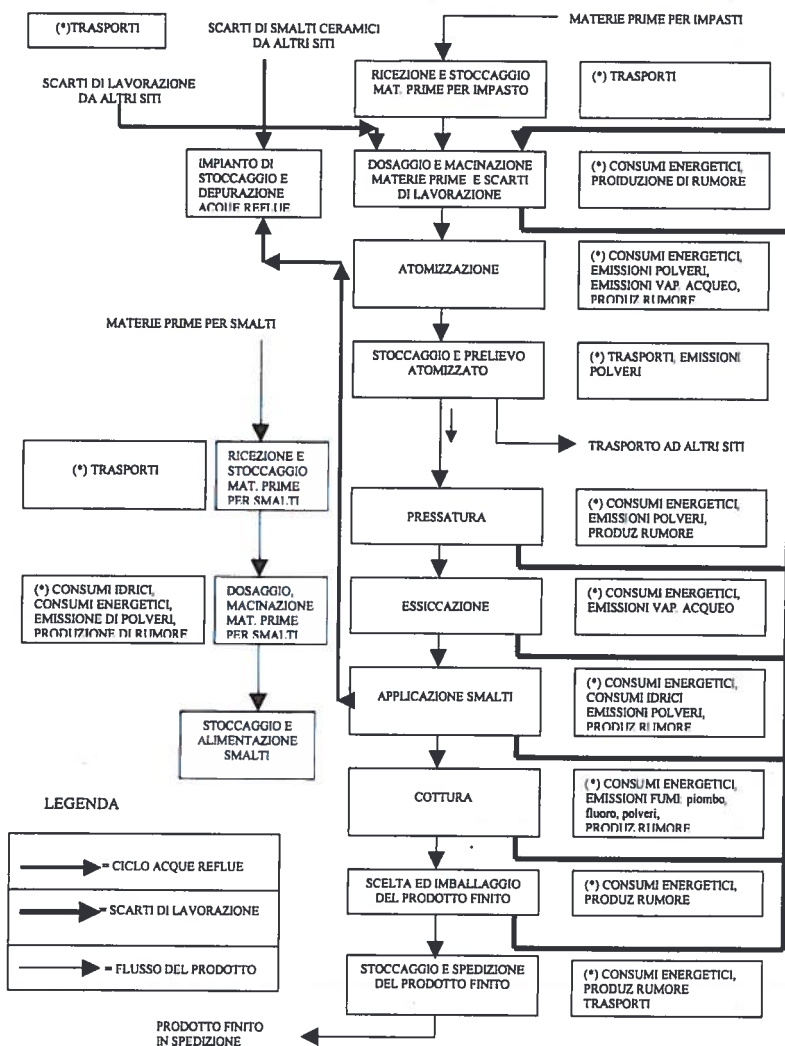 (*)TRASPORTI
SCARTI DI SMALTI CERAMICI
DA ALTRI SITI
MATERIE PRIME PER IMPASTI
SCARTI DI LAVORAZIONE
DA ALTRI SITI
RICEZIONE E STOCCAGGIO
MAT. PRIME PER IMPASTO
(*) TRASPORTI
IMPIANTO DI
STOCCAGGIO E
DEPURAZIONE
ACQUE REFLUE
DOSAGGIO E MACINAZIONE
MATERIE PRIME E SCARTI
DI LAVORAZIONE
(*) CONSUMI ENERGETICI,
PROIDUZIONE DI RUMORE
ATOMIZZAZIONE
(*) CONSUMI ENERGETICI,
EMISSIONI POLVERI,
EMISSIONI VAP. ACQUEO,
PRODUZ RUMORE
MATERIE PRIME PER SMALTI
STOCCAGGIO E PRELIEVO
ATOMIZZATO
(*) TRASPORTI, EMISSIONI
POLVERI
TRASPORTO AD ALTRI SITI
(*) TRASPORTI
RICEZIONE E
STOCCAGGIO
MAT. PRIME
PER SMALTI
PRESSATURA
(*) CONSUMI ENERGETICI,
EMISSIONI POLVERI,
PRODUZ RUMORE
(*) CONSUMI IDRICI,
CONSUMI ENERGETICI,
EMISSIONE DI POLVERI,
PRODUZIONE DI RUMORE
DOSAGGIO,
MACINAZIONE
MAT. PRIME
PER SMALTI
ESSICCAZIONE
(*) CONSUMI ENERGETICI,
EMISSIONI VAP. ACQUEO
STOCCAGGIO E
ALIMENTAZIONE
SMALTI
APPLICAZIONE SMALTI
(*) CONSUMI ENERGETICI,
CONSUMI IDRICI
EMISSIONI POLVERI,
PRODUZ RUMORE
COTTURA
(*) CONSUMI ENERGETICI,
EMISSIONI FUMI: piombo,
fluoro, polveri,
PRODUZ RUMORE
LEGENDA
= CICLO ACQUE REFLUE
= SCARTI DI LAVORAZIONE
= FLUSSO DEL PRODOTTO
SCELTA ED IMBALLAGGIO
DEL PRODOTTO FINITO
(*) CONSUMI ENERGETICI,
PRODUZ RUMORE
STOCCAGGIO E SPEDIZIONE
DEL PRODOTTO FINITO
(*) CONSUMI ENERGETICI,
PRODUZ RUMORE
TRASPORTI
PRODOTTO FINITO
IN SPEDIZIONE